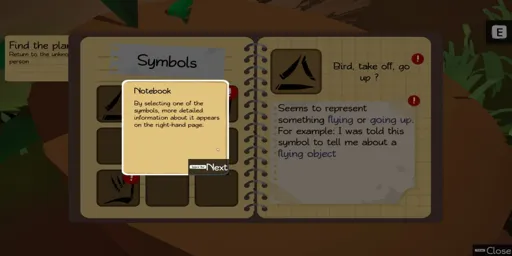 E
Find the plan
Return to the unkno
person
Symbols
Bird, take off, go
up ?
!
Notebook
By selecting one of the
symbols, more detailed
information about it appears
on the right-hand page.
Next
!
!
!
Seems to represent
something flying or going up.
For example: I was told this
symbol to tell me about a
flying object
Close